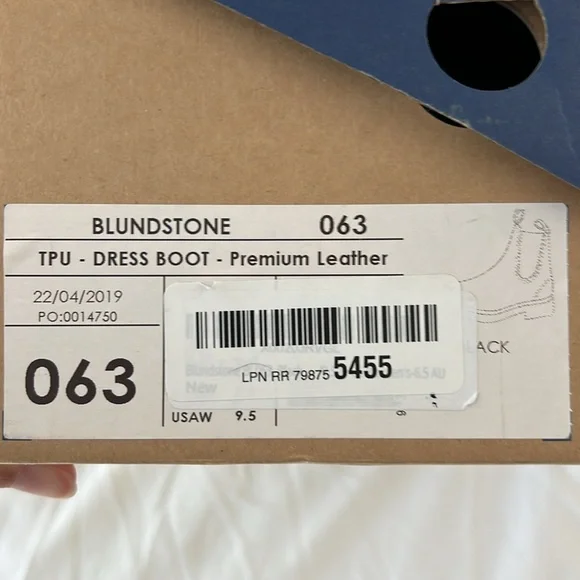 BLUNDSTONE 063
TPU - DRESS BOOT - Premium Leather
22/04/2019
PO:0014750
063
LPN RR 79875 5455
New
USAW 9.5